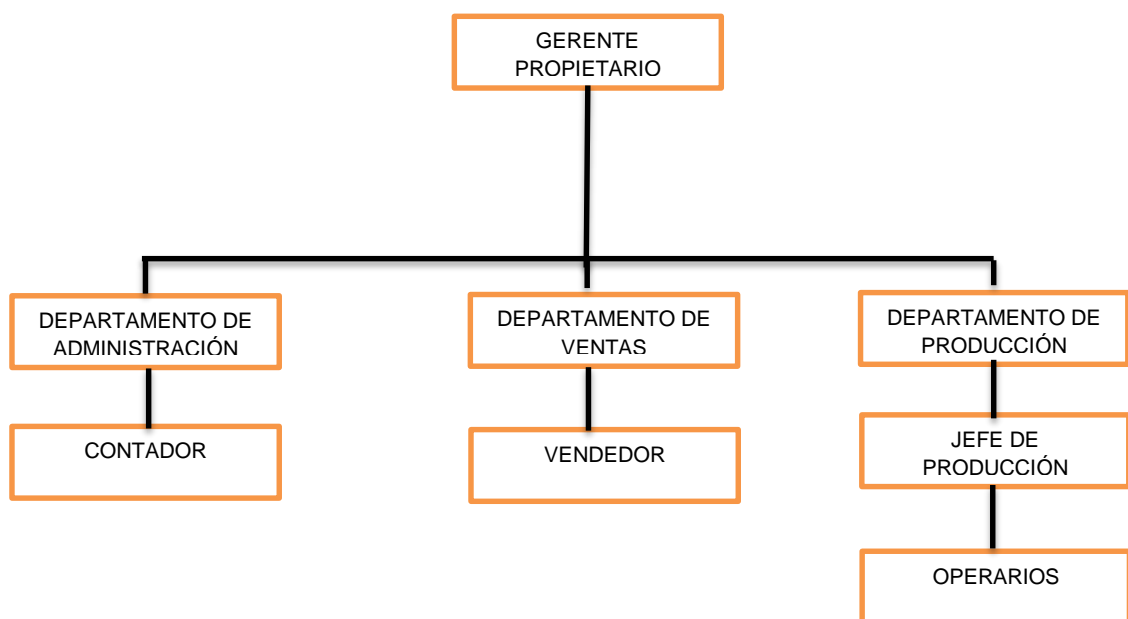 GERENTE
PROPIETARIO
DEPARTAMENTO DE
ADMINISTRACIÓN
DEPARTAMENTO DE
VENTAS
DEPARTAMENTO DE
PRODUCCIÓN
CONTADOR
VENDEDOR
JEFE DE
PRODUCCIÓN
OPERARIOS